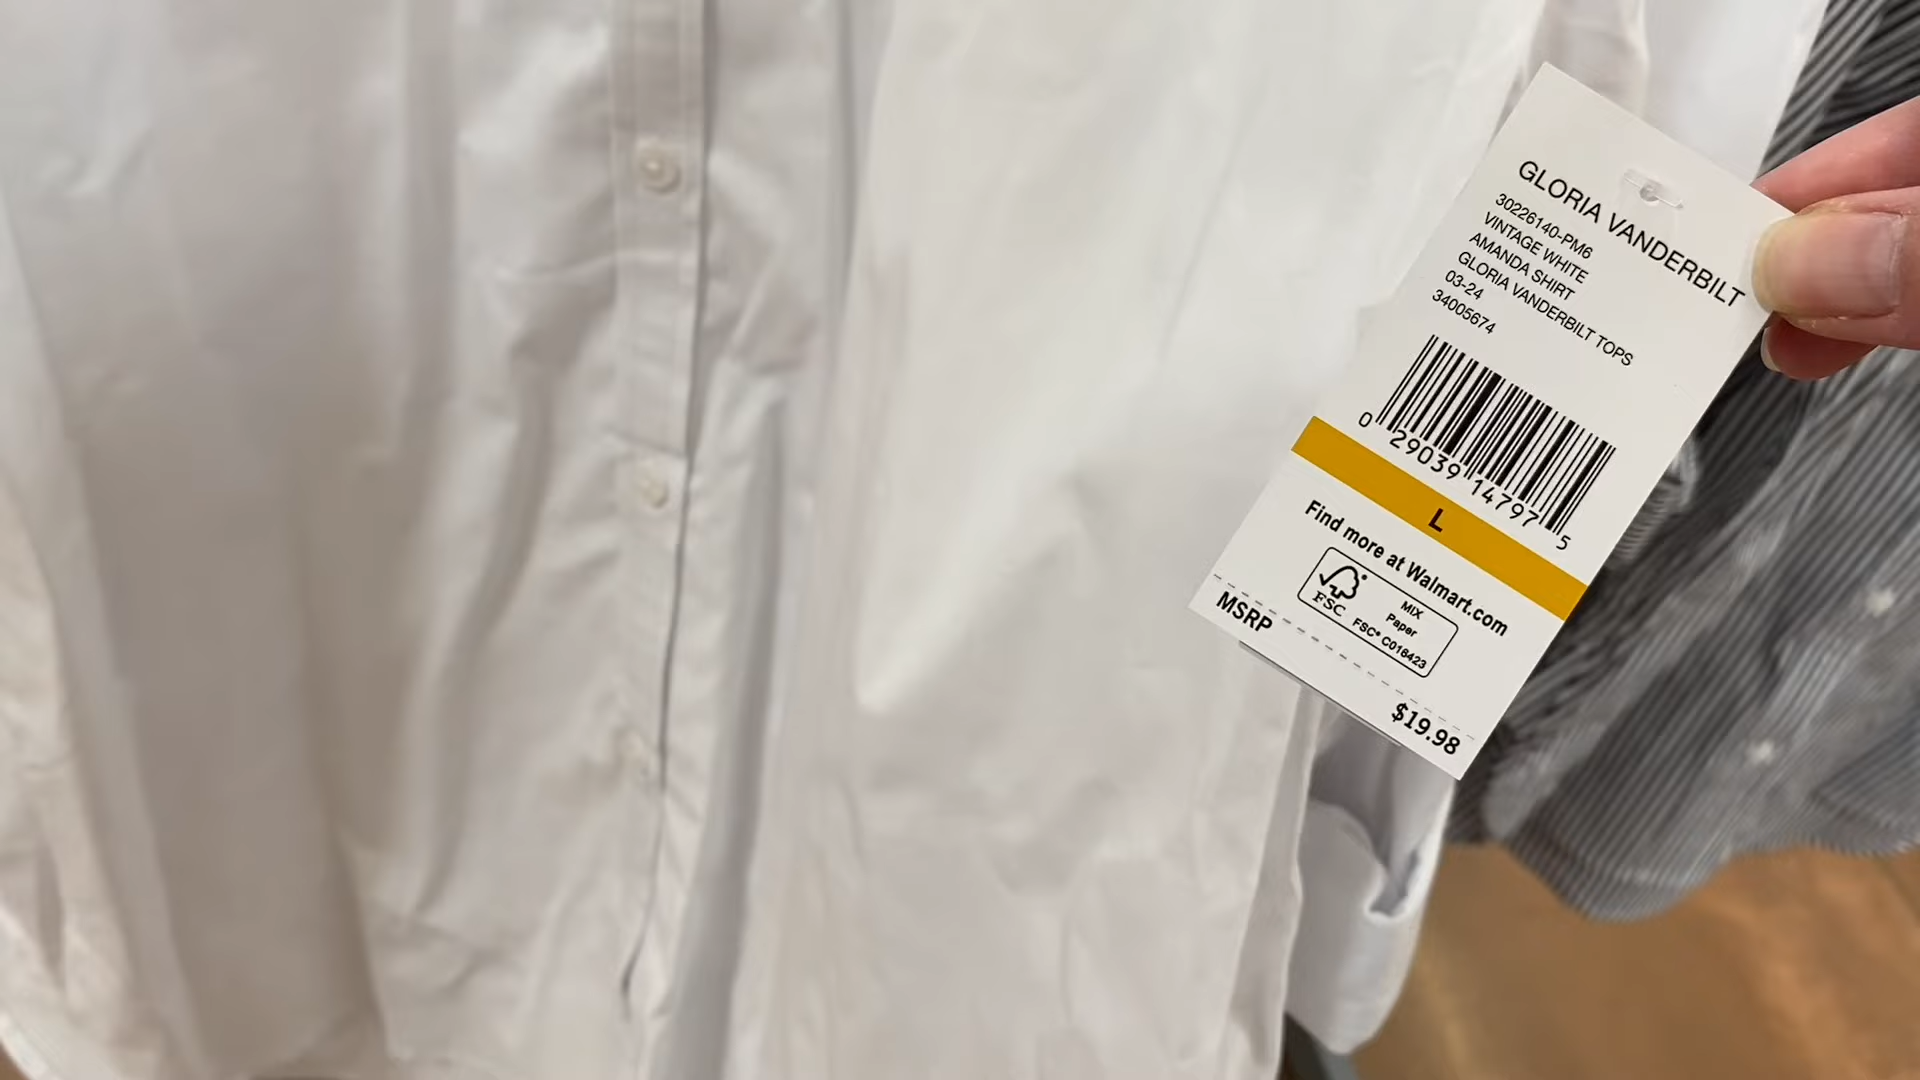 GLORIA VANDERBILT
30226140-PM6
VINTAGE WHITE
AMANDA SHIRT
GLORIA VANDERBILT TOPS
03-24
34005674
0 29039 14797 5
L
Find more at Walmart.com
FSC
MIX
Paper
FSC® C018423
MSRP
$19.98